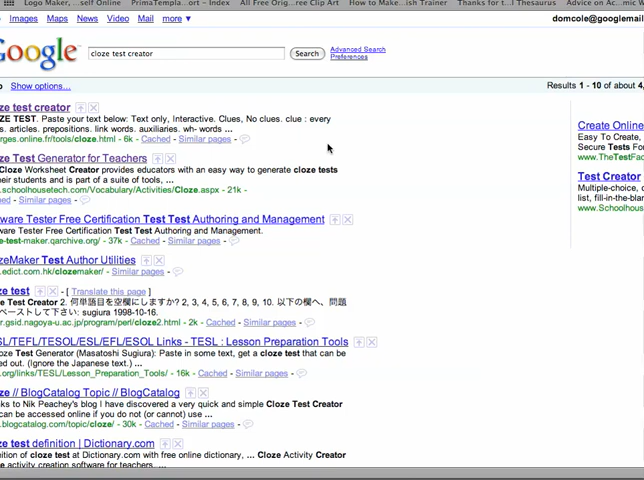 Logo Maker, ...self Online PrimaTempla...ort - Index All Free Orig...ree Clip Art How to Make...ish Trainer Thanks for t...l Thesaurus Advice on Ac...mic W
Images Maps News Video Mail more ▼ domcole@googlemail
Google cloze test creator Search Advanced Search
Preferences
Show options... Results 1 - 10 of about 4,
ze test creator
ZE TEST. Paste your text below: Text only, Interactive. Clues, No clues. clue : every
s. articles. prepositions. link words. auxiliaries. wh- words ...
erges.online.fr/tools/cloze.html - 6k - Cached - Similar pages -
ze Test Generator for Teachers
Cloze Worksheet Creator provides educators with an easy way to generate cloze tests
heir students and is part of a suite of tools, ...
.schoolhousetech.com/Vocabulary/Activities/Cloze.aspx - 21k -
ed - Similar pages -
ware Tester Free Certification Test Test Authoring and Management
ware Tester Free Certification Test Test Authoring and Management.
e-test-maker.qarchive.org/ - 37k - Cached - Similar pages -
zeMaker Test Author Utilities
.edict.com.hk/clozemaker/ - Similar pages -
ze test - [ Translate this page ]
e Test Creator 2. 何単語目を空欄にしますか? 2, 3, 4, 5, 6, 7, 8, 9, 10. 以下の欄へ、問題
ペーストして下さい: sugiura 1998-10-16.
r.gsid.nagoya-u.ac.jp/program/perl/cloze2.html - 2k - Cached - Similar pages -
SL/TEFL/TESOL/ESL/EFL/ESOL Links - TESL : Lesson Preparation Tools
loze Test Generator (Masatoshi Sugiura): Paste in some text, get a cloze test that can be
ed out. (Ignore the Japanese text.) ...
.org/links/TESL/Lesson_Preparation_Tools/ - 16k - Cached - Similar pages -
ze // BlogCatalog Topic // BlogCatalog
ks to Nik Peachey's blog I have discovered a very quick and simple Cloze Test Creator
can be accessed online if you do not (or cannot) use ...
.blogcatalog.com/topic/cloze/ - 30k - Cached - Similar pages -
ze test definition | Dictionary.com
nition of cloze test at Dictionary.com with free online dictionary, ... Cloze Activity Creator
ze activity creation software for teachers. ...
Create Online
Easy To Create,
Secure Tests Fo
www.TheTestFac
Test Creator
Multiple-choice, c
list, fill-in-the-blan
www.Schoolhous